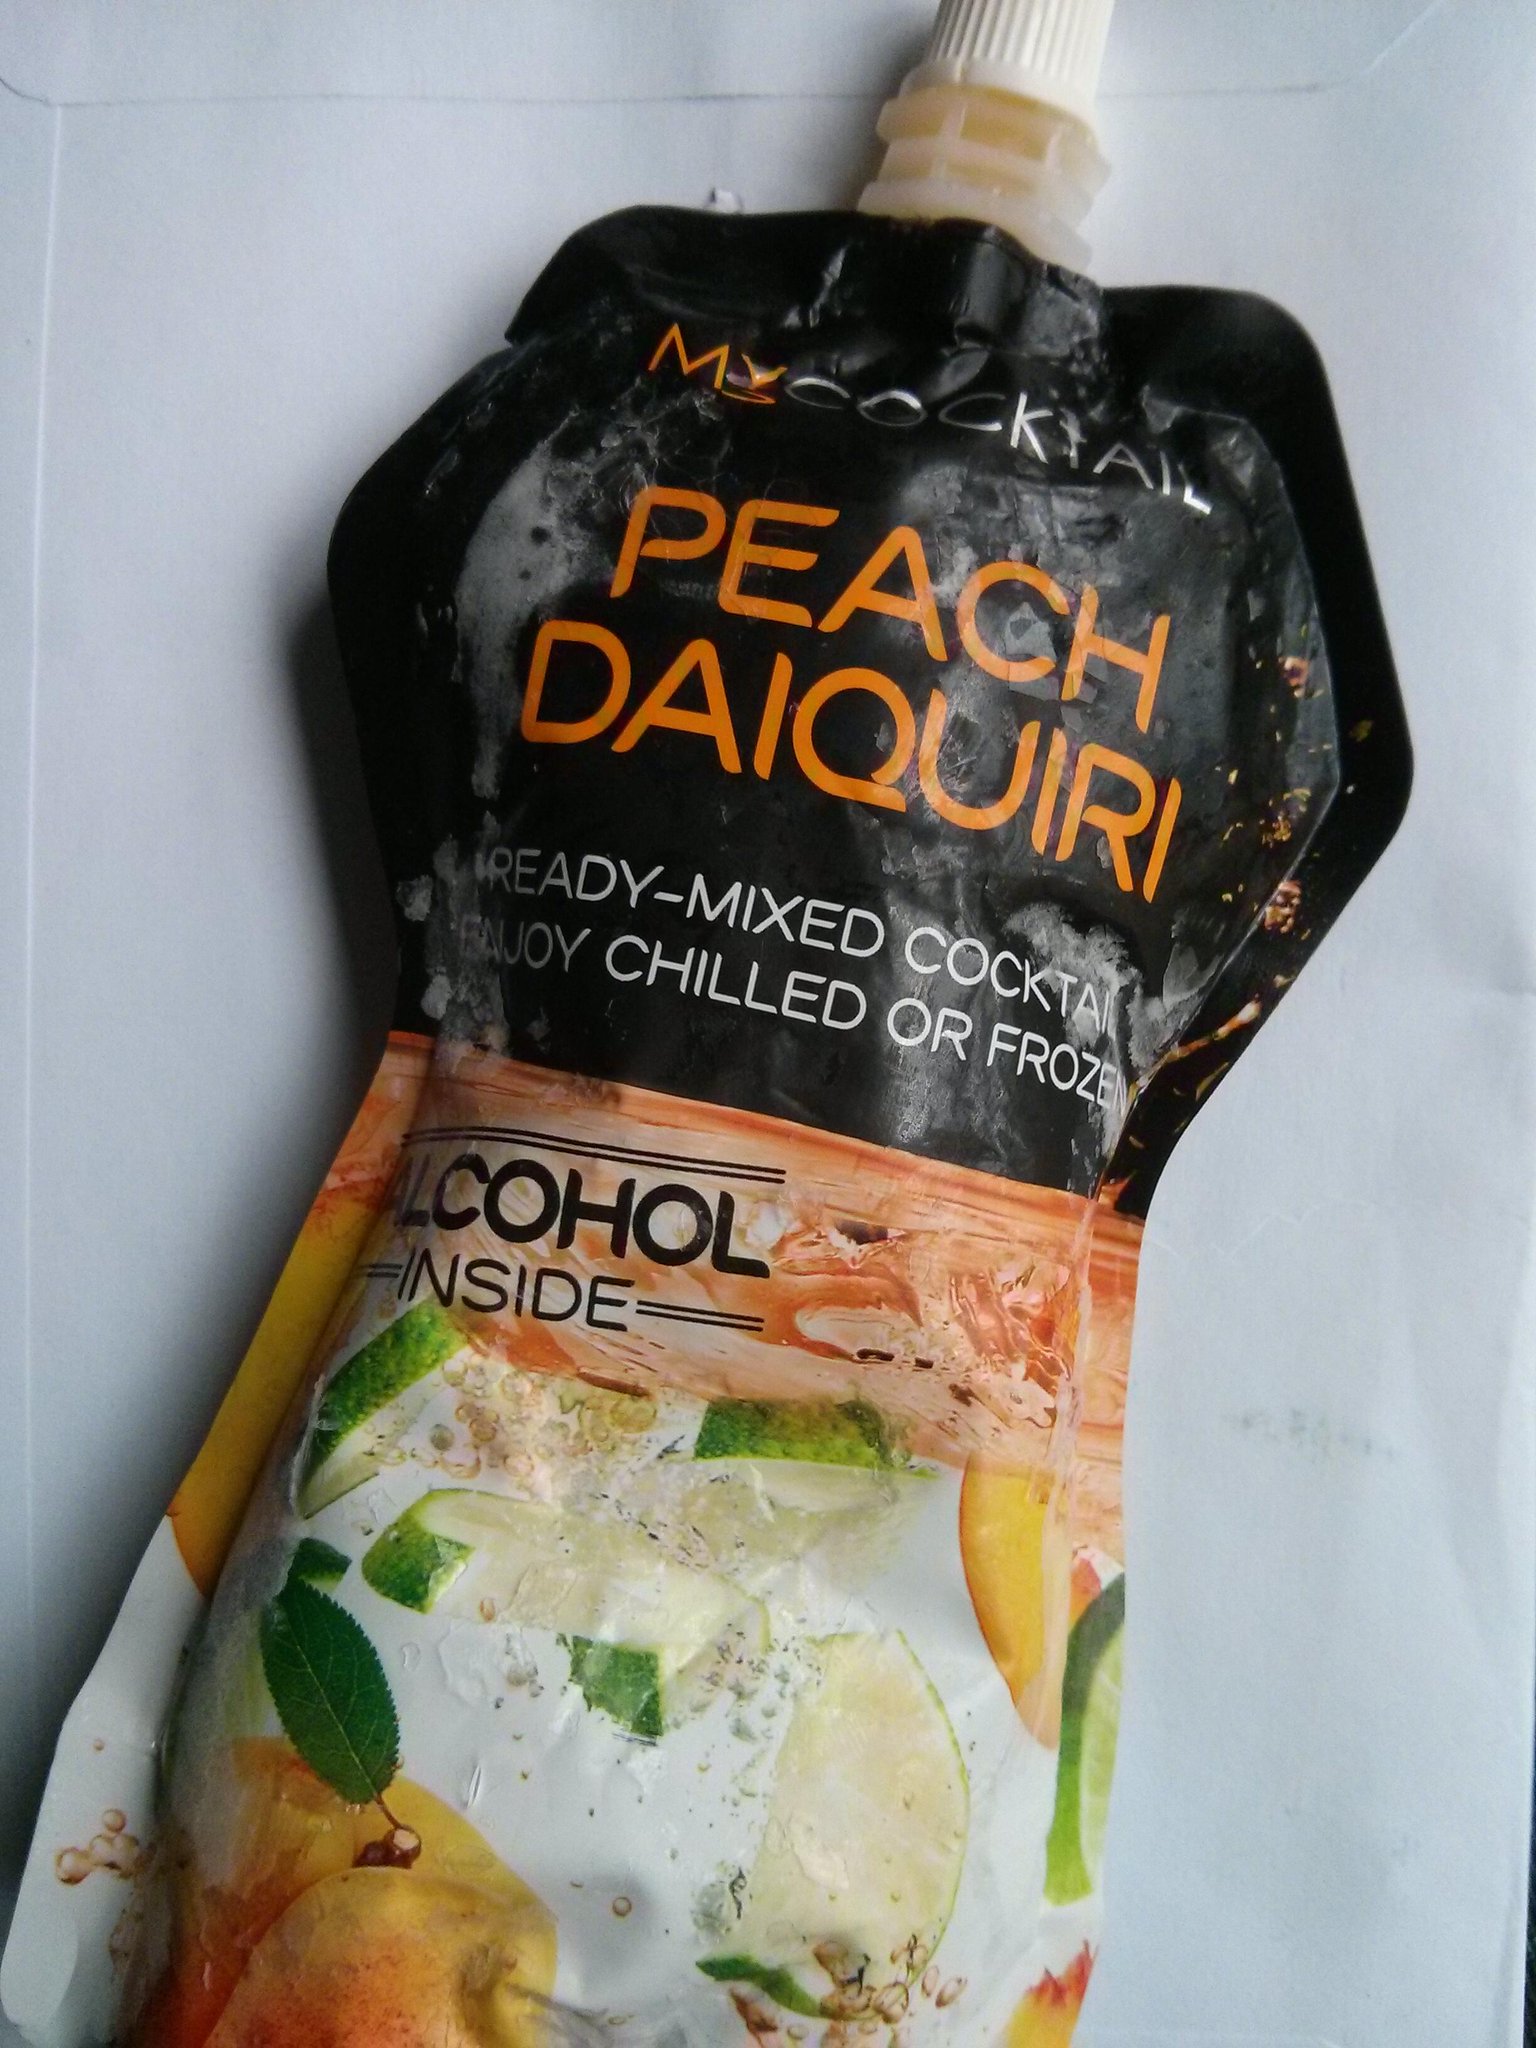 MYCOCKTAIL
PEACH
DAIQUIRI
READY-MIXED COCKTAIL
ENJOY CHILLED OR FROZEN
ALCOHOL
INSIDE